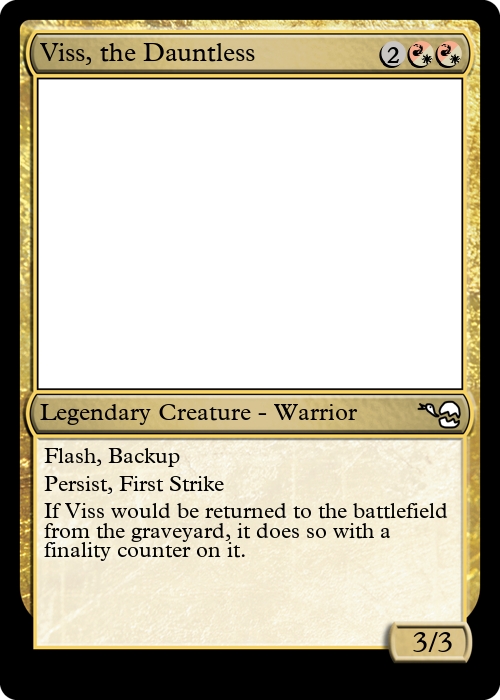 Viss, the Dauntless 2
Legendary Creature - Warrior
Flash, Backup
Persist, First Strike
If Viss would be returned to the battlefield
from the graveyard, it does so with a
finality counter on it.
3/3